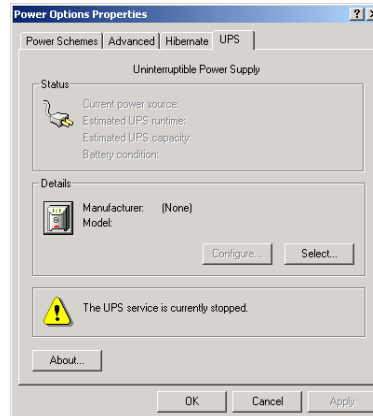 Power Options Properties
Power Schemes Advanced Hibernate UPS
Uninterruptible Power Supply
Status
Current power source:
Estimated UPS runtime:
Estimated UPS capacity:
Battery condition:
Details
Manufacturer: (None)
Model:
Configure... Select...
The UPS service is currently stopped.
About...
OK Cancel Apply